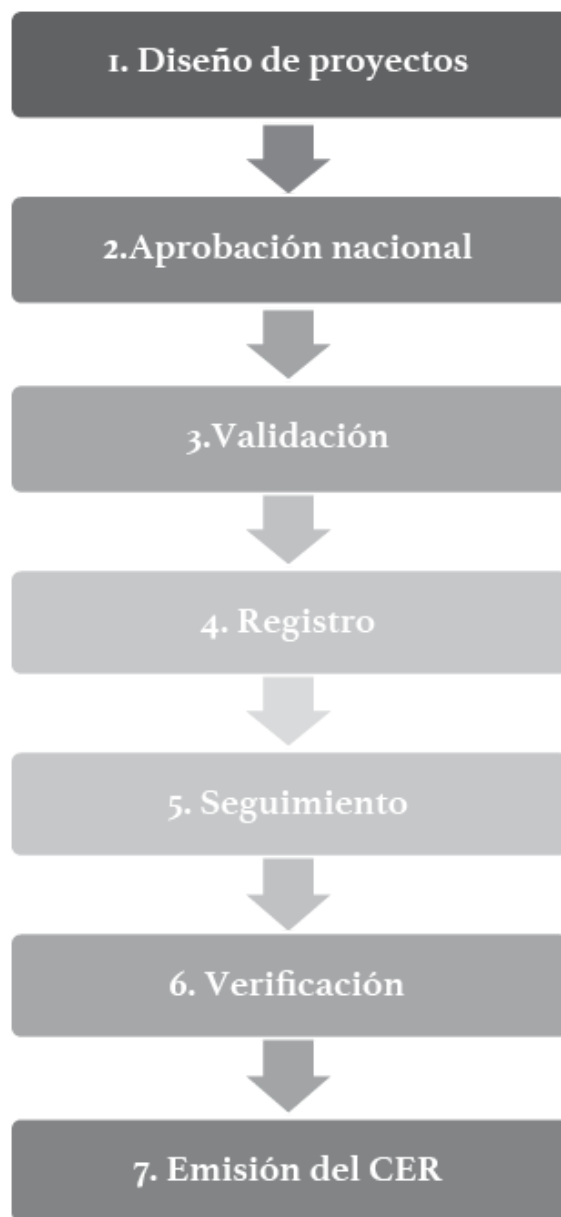 1. Diseño de proyectos
2.Aprobación nacional
3.Validación
4. Registro
5. Seguimiento
6. Verificación
7. Emisión del CER